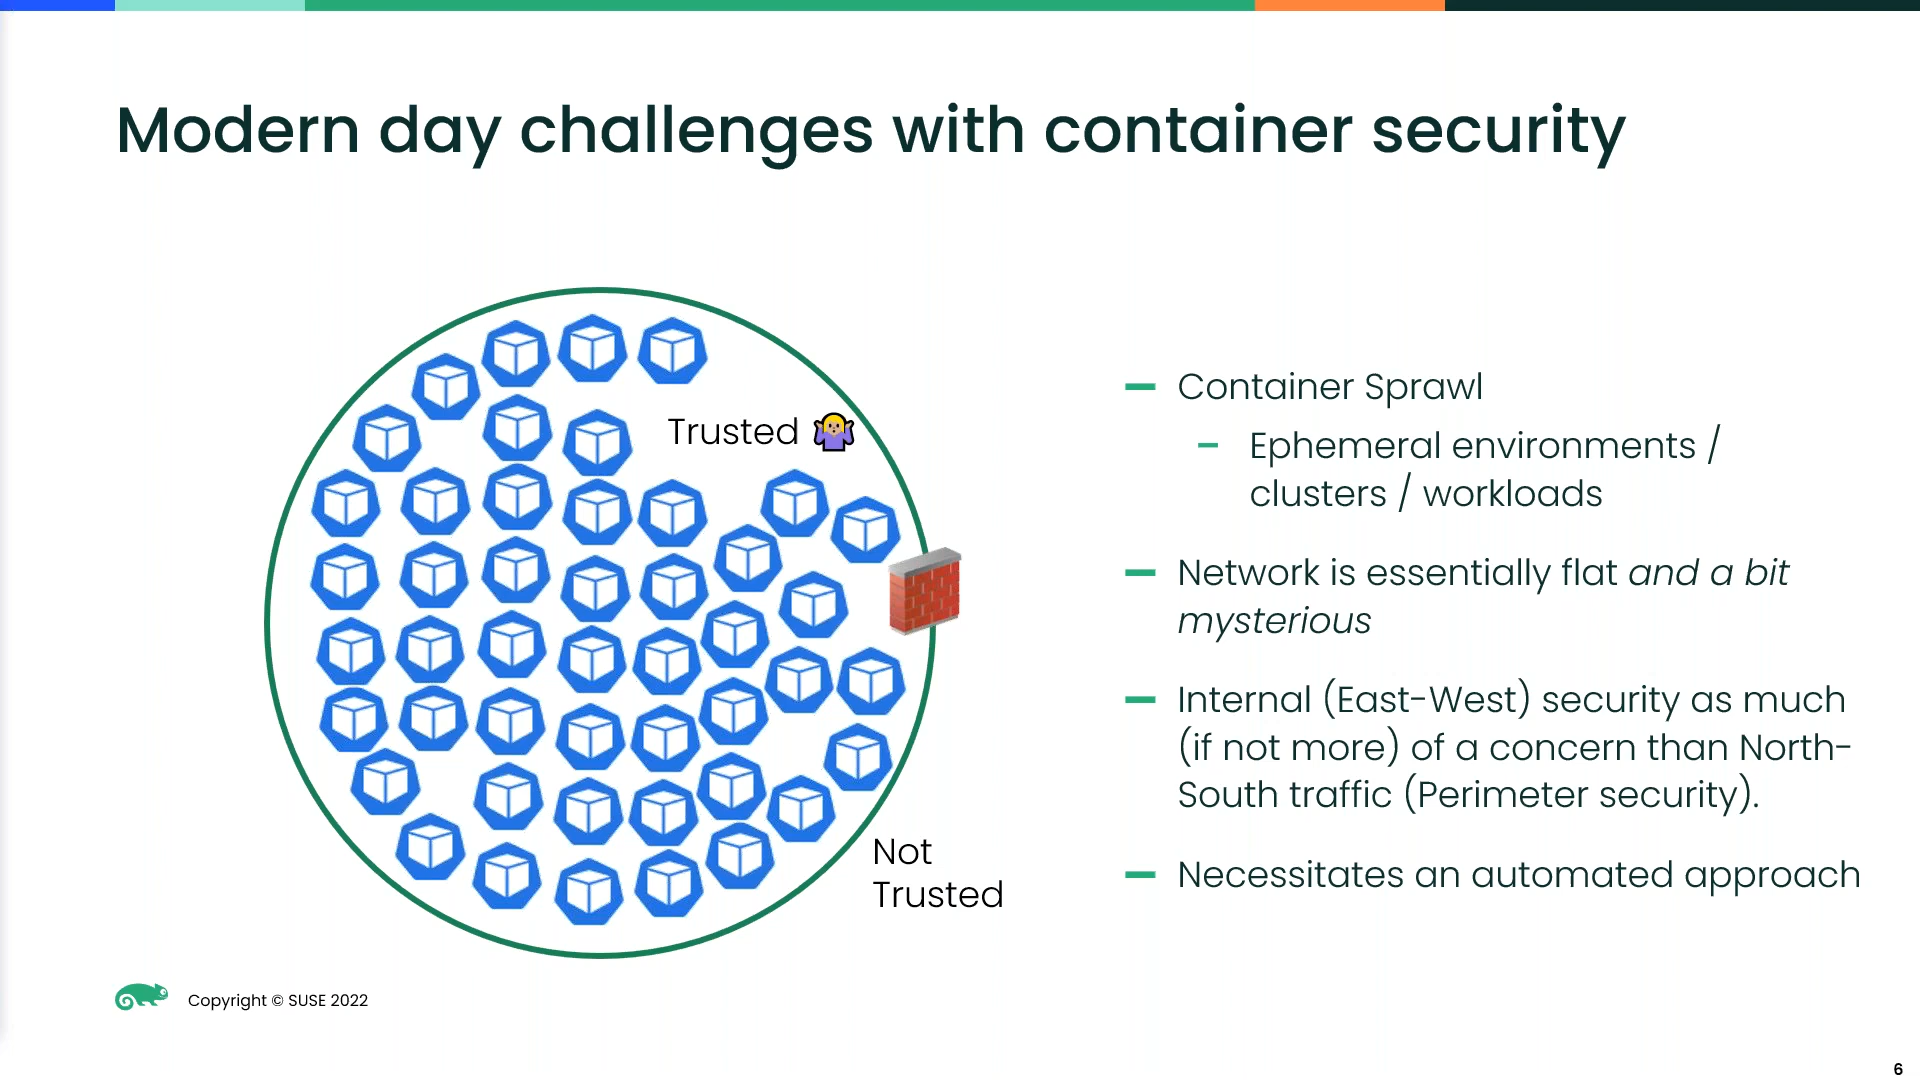 Modern day challenges with container security
Trusted
Not
Trusted
— Container Sprawl
– Ephemeral environments /
clusters / workloads
— Network is essentially flat and a bit
mysterious
— Internal (East-West) security as much
(if not more) of a concern than North-
South traffic (Perimeter security).
— Necessitates an automated approach
Copyright © SUSE 2022
6